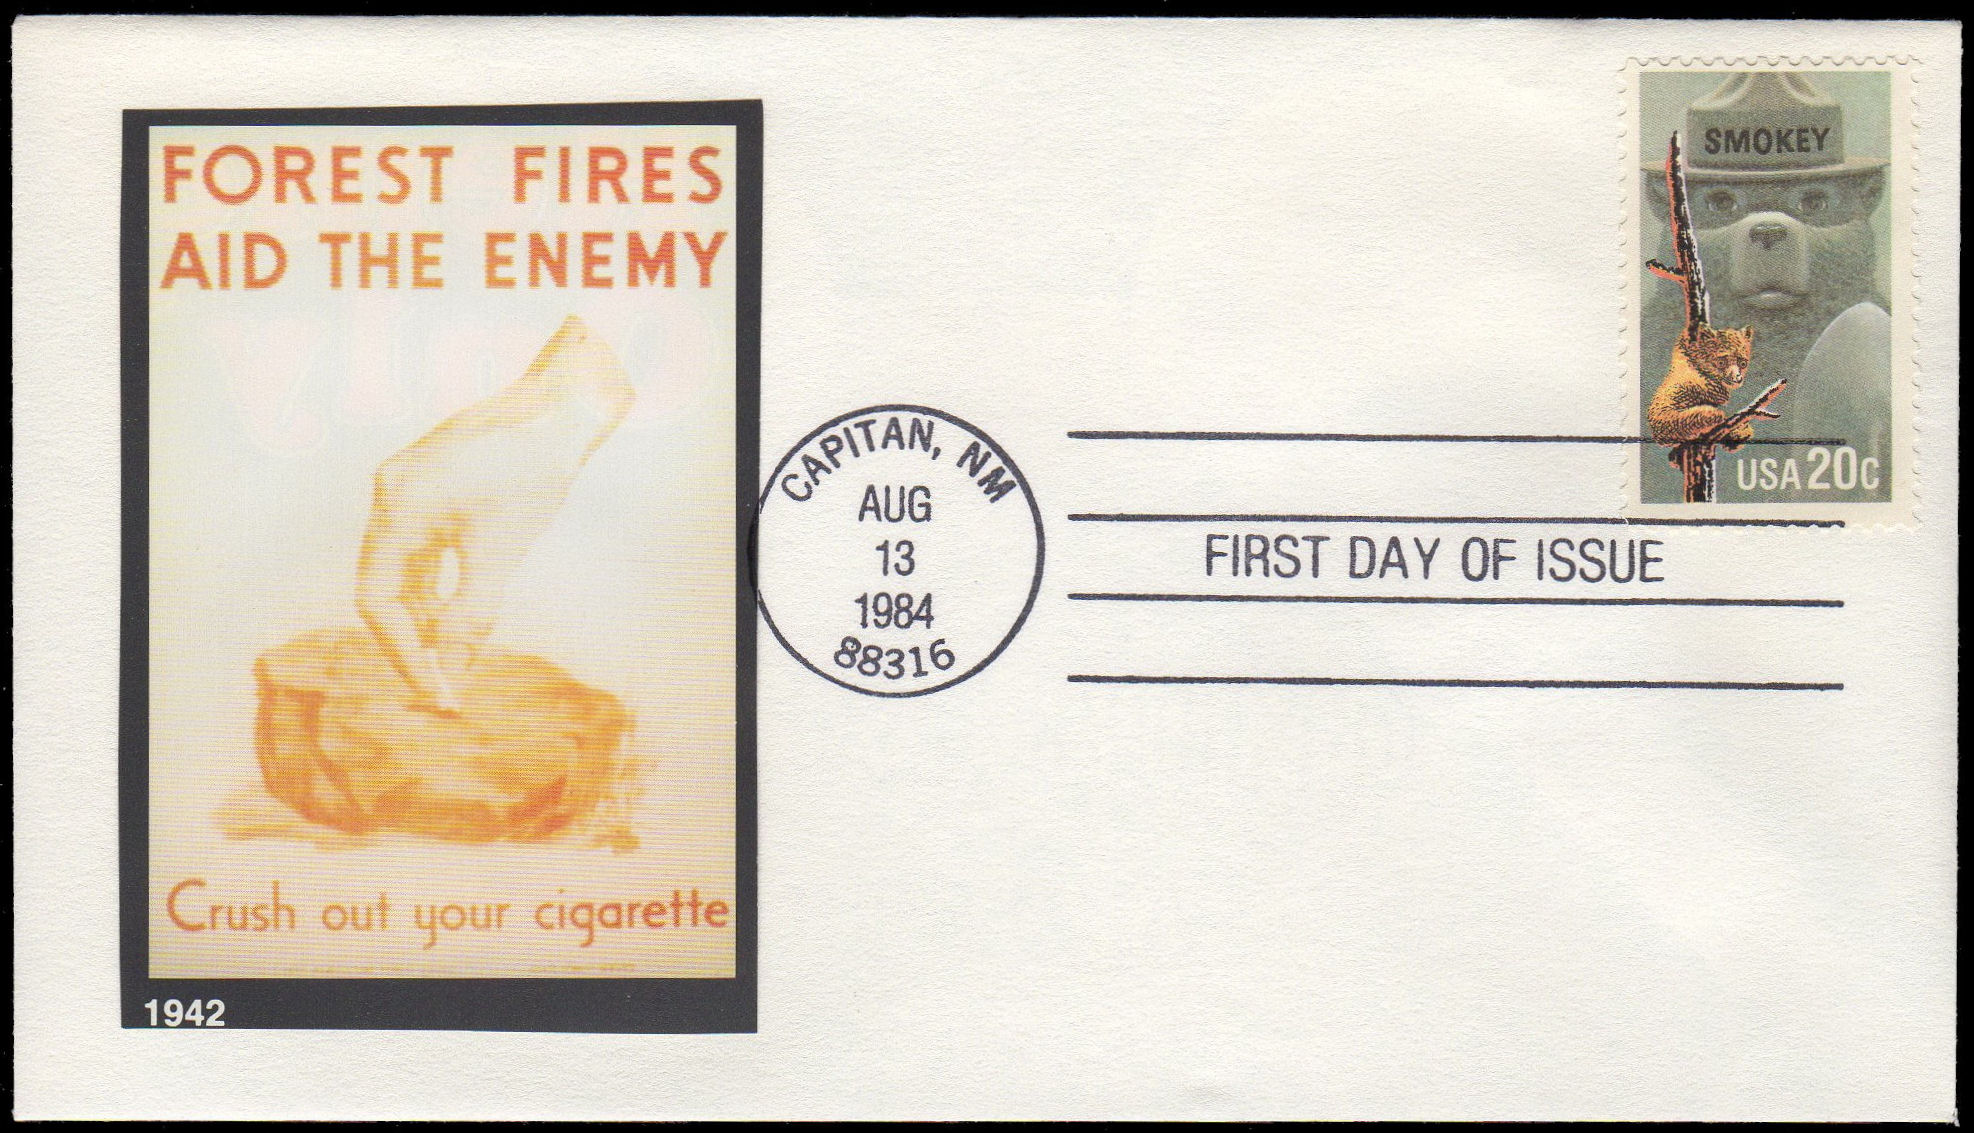 FOREST FIRES
AID THE ENEMY
Crush out your cigarette
1942
CAPITAN, NM
AUG
13
1984
88316
SMOKEY
USA 20c
FIRST DAY OF ISSUE